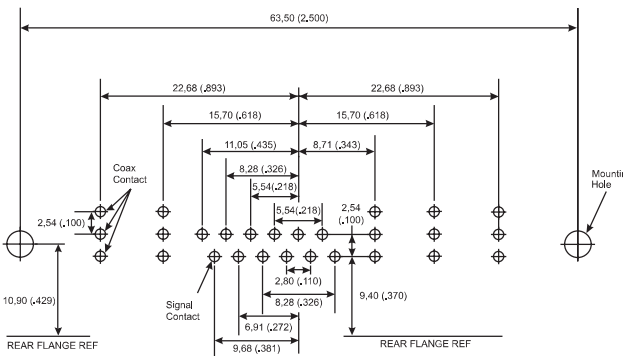 63,50 (2.500)
22,68 (.893)
22,68 (.893)
15,70 (.618)
15,70 (.618)
11,05 (.435)
8,71 (.343)
Coax
Contact
8,28 (.326)
Mountin
Hole
5,54(.218)
2,54 (.100)
5,54(.218)
2,54
(.100)
2,80 (.110)
Signal
Contact
8,28 (.326)
10,90 (.429)
9,40 (.370)
6,91 (.272)
REAR FLANGE REF
REAR FLANGE REF
9,68 (.381)